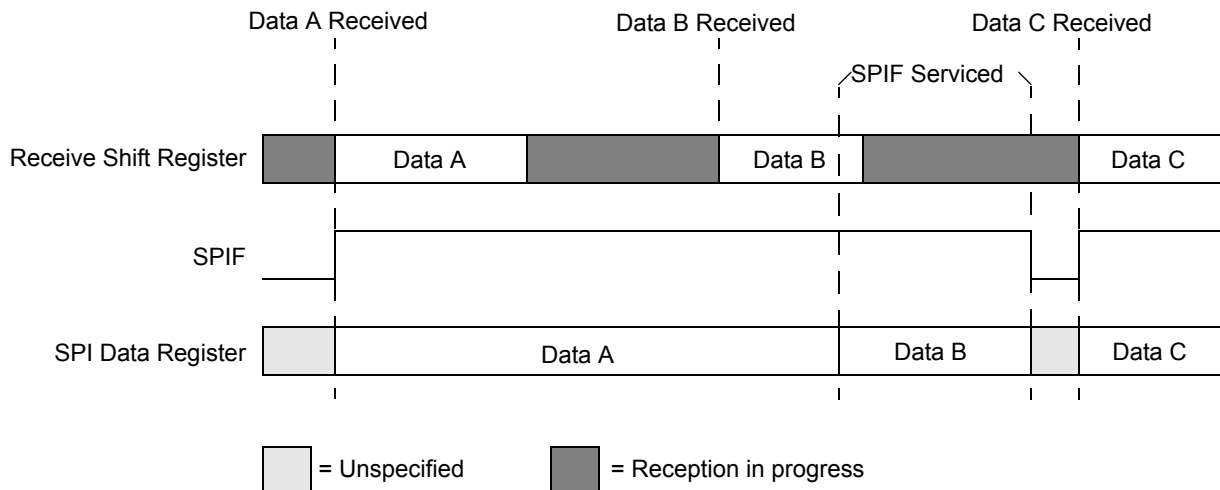 Data A Received
Data B Received
Data C Received
SPIF Serviced
Receive Shift Register
Data A
Data B
Data C
SPIF
SPI Data Register
Data A
Data B
Data C
= Unspecified
= Reception in progress